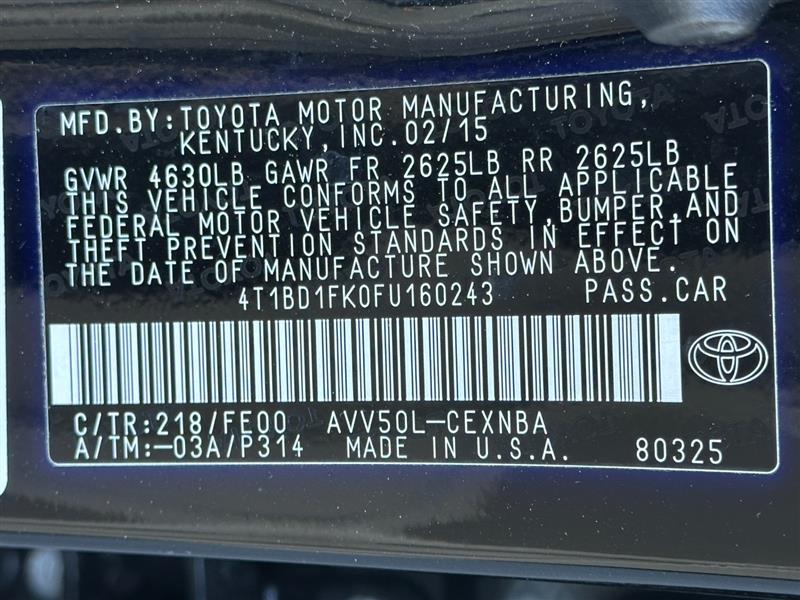 MFD.BY:TOYOTA MOTOR MANUFACTURING,
KENTUCKY,INC.02/15
GVWR 4630LB GAWR FR 2625LB RR 2625LB
THIS VEHICLE CONFORMS TO ALL APPLICABLE
FEDERAL MOTOR VEHICLE SAFETY,BUMPER,AND
THEFT PREVENTION STANDARDS IN EFFECT ON
THE DATE OF MANUFACTURE SHOWN ABOVE.
4T1BD1FK0FU160243 PASS.CAR
C/TR:218/FE00 AVV50L-CEXNBA
A/TM:-03A/P314 MADE IN U.S.A. 80325